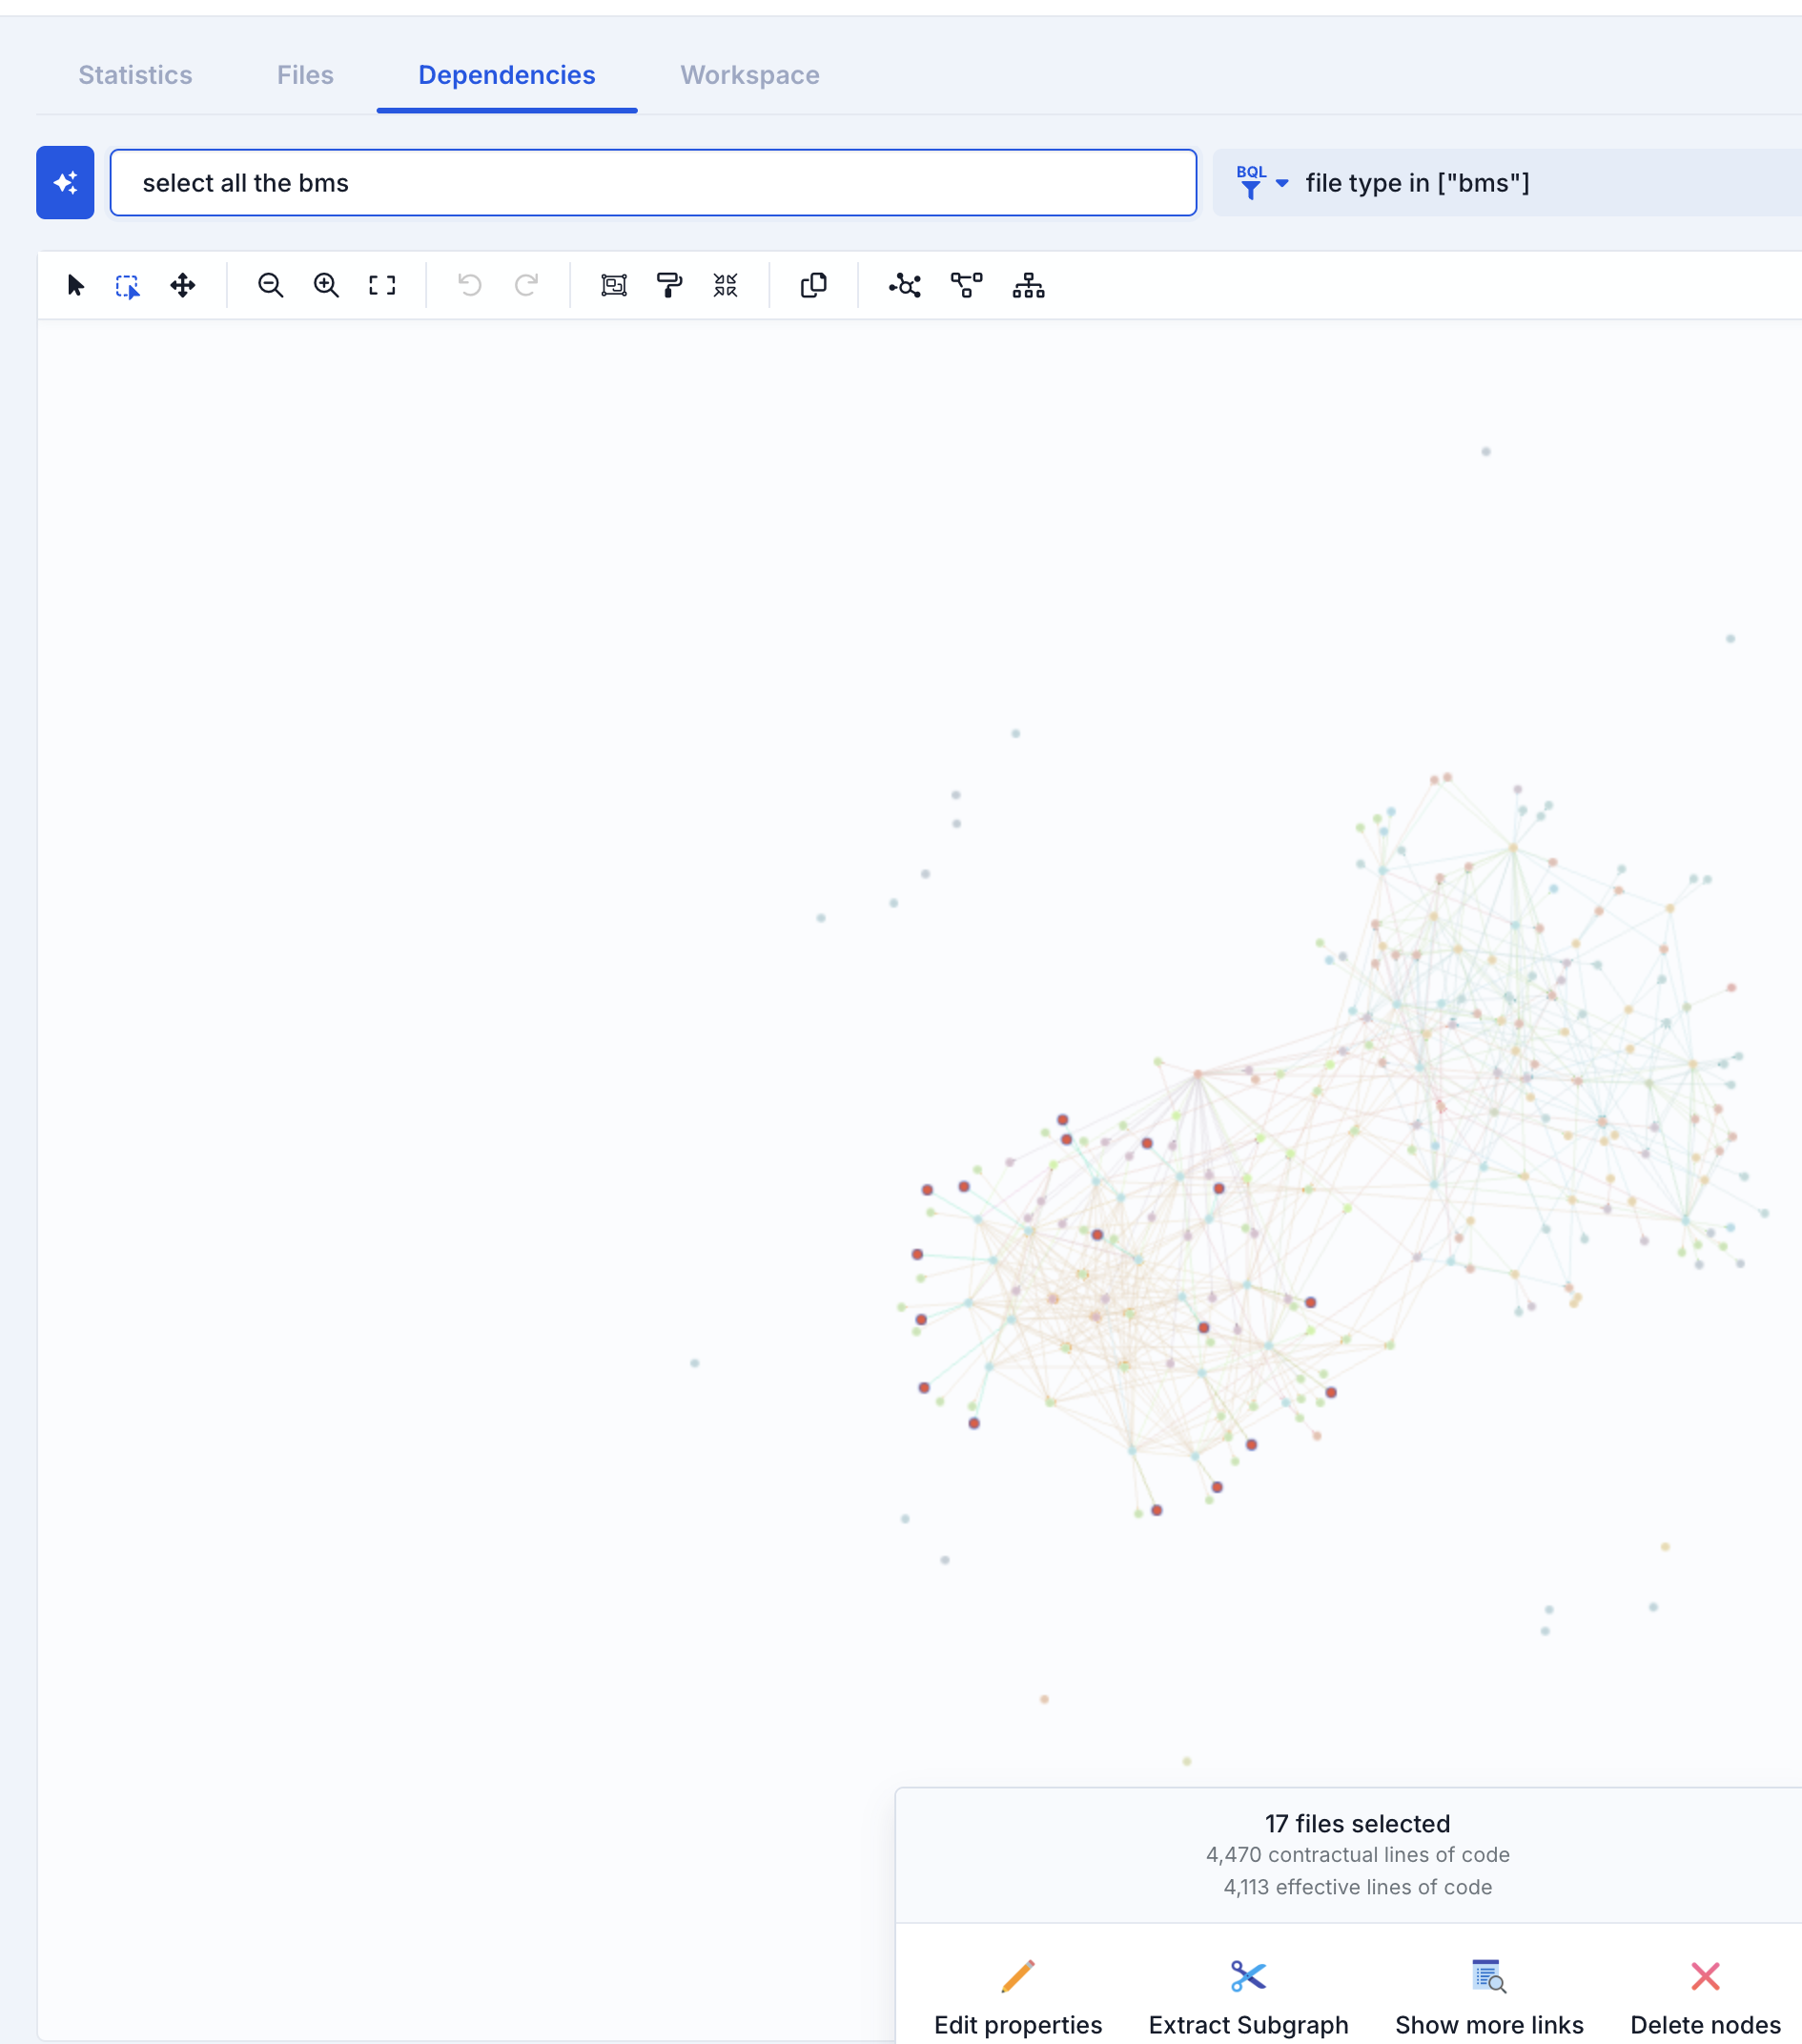 Statistics Files Dependencies Workspace
select all the bms
BQL
file type in ["bms"]
17 files selected
4,470 contractual lines of code
4,113 effective lines of code
Edit properties Extract Subgraph Show more links Delete nodes